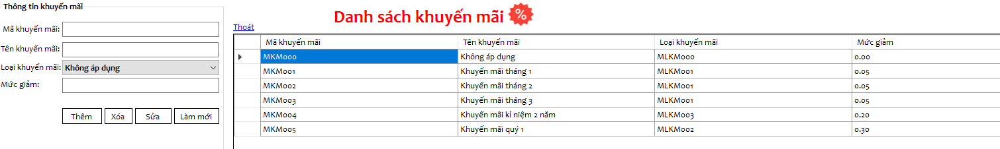 Thông tin khuyến mãi
Mã khuyến mãi:
Tên khuyến mãi:
Loại khuyến mãi: Không áp dụng
Mức giảm:
Thêm Xóa Sửa Làm mới
Danh sách khuyến mãi %
Thoát
Mã khuyến mãi Tên khuyến mãi Loại khuyến mãi Mức giảm
MKM000 Không áp dụng MLKM000 0.00
MKM001 Khuyến mãi tháng 1 MLKM001 0.05
MKM002 Khuyến mãi tháng 2 MLKM001 0.05
MKM003 Khuyến mãi tháng 3 MLKM001 0.05
MKM004 Khuyến mãi kỉ niệm 2 năm MLKM003 0.20
MKM005 Khuyến mãi quý 1 MLKM002 0.30